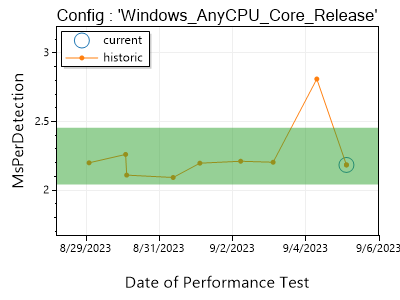 Config : 'Windows_AnyCPU_Core_Release'
current
historic
3
2.5
2
MsPerDetection
8/29/2023
8/31/2023
9/2/2023
9/4/2023
9/6/2023
Date of Performance Test